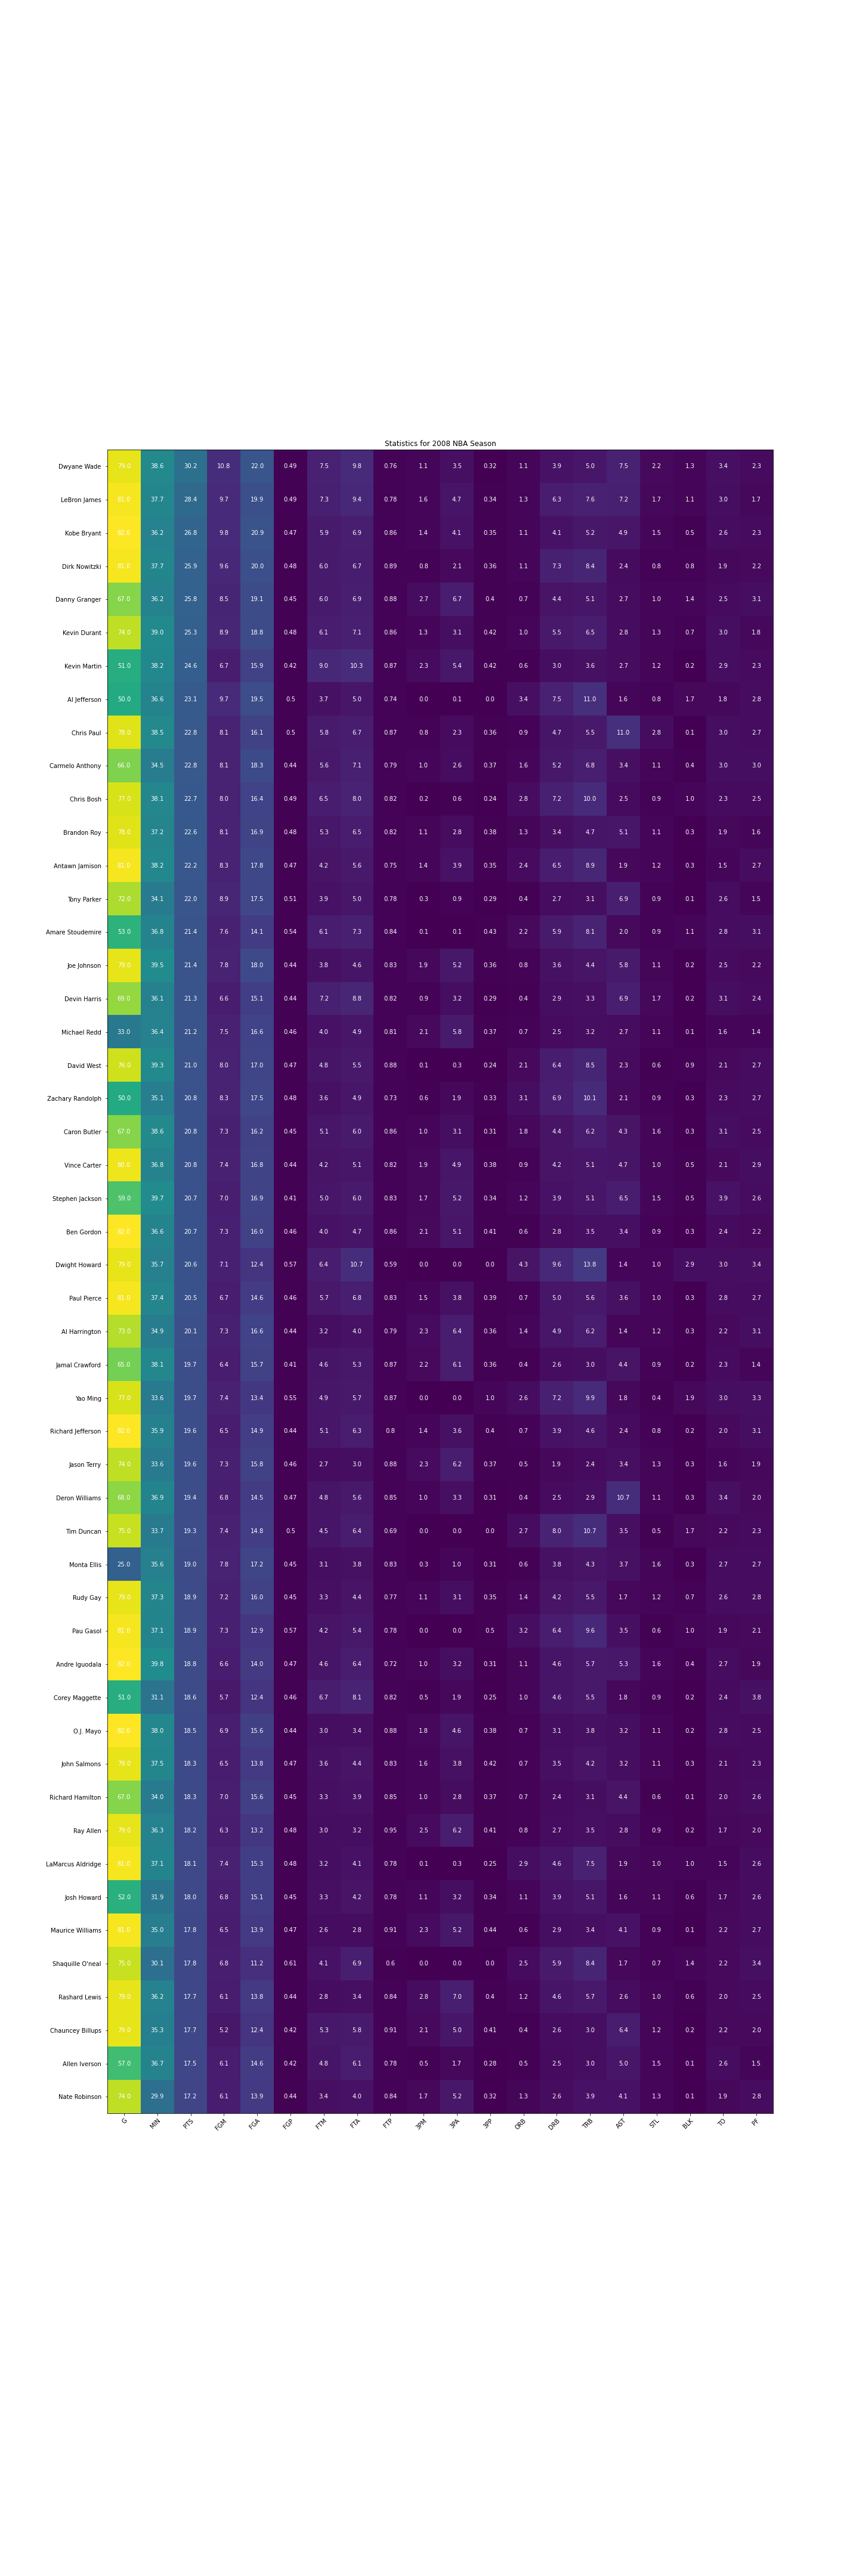 Statistics for 2008 NBA Season
Dwyane Wade 79.0 38.6 30.2 10.8 22.0 0.49 7.5 9.8 0.76 1.1 3.5 0.32 1.1 3.9 5.0 7.5 2.2 1.3 3.4 2.3
LeBron James 81.0 37.7 28.4 9.7 19.9 0.49 7.3 9.4 0.78 1.6 4.7 0.34 1.3 6.3 7.6 7.2 1.7 1.1 3.0 1.7
Kobe Bryant 82.0 36.2 26.8 9.8 20.9 0.47 5.9 6.9 0.86 1.4 4.1 0.35 1.1 4.1 5.2 4.9 1.5 0.5 2.6 2.3
Dirk Nowitzki 81.0 37.7 25.9 9.6 20.0 0.48 6.0 6.7 0.89 0.8 2.1 0.36 1.1 7.3 8.4 2.4 0.8 0.8 1.9 2.2
Danny Granger 67.0 36.2 25.8 8.5 19.1 0.45 6.0 6.9 0.88 2.7 6.7 0.4 0.7 4.4 5.1 2.7 1.0 1.4 2.5 3.1
Kevin Durant 74.0 39.0 25.3 8.9 18.8 0.48 6.1 7.1 0.86 1.3 3.1 0.42 1.0 5.5 6.5 2.8 1.3 0.7 3.0 1.8
Kevin Martin 51.0 38.2 24.6 6.7 15.9 0.42 9.0 10.3 0.87 2.3 5.4 0.42 0.6 3.0 3.6 2.7 1.2 0.2 2.9 2.3
Al Jefferson 50.0 36.6 23.1 9.7 19.5 0.5 3.7 5.0 0.74 0.0 0.1 0.0 3.4 7.5 11.0 1.6 0.8 1.7 1.8 2.8
Chris Paul 78.0 38.5 22.8 8.1 16.1 0.5 5.8 6.7 0.87 0.8 2.3 0.36 0.9 4.7 5.5 11.0 2.8 0.1 3.0 2.7
Carmelo Anthony 66.0 34.5 22.8 8.1 18.3 0.44 5.6 7.1 0.79 1.0 2.6 0.37 1.6 5.2 6.8 3.4 1.1 0.4 3.0 3.0
Chris Bosh 77.0 38.1 22.7 8.0 16.4 0.49 6.5 8.0 0.82 0.2 0.6 0.24 2.8 7.2 10.0 2.5 0.9 1.0 2.3 2.5
Brandon Roy 78.0 37.2 22.6 8.1 16.9 0.48 5.3 6.5 0.82 1.1 2.8 0.38 1.3 3.4 4.7 5.1 1.1 0.3 1.9 1.6
Antawn Jamison 81.0 38.2 22.2 8.3 17.8 0.47 4.2 5.6 0.75 1.4 3.9 0.35 2.4 6.5 8.9 1.9 1.2 0.3 1.5 2.7
Tony Parker 72.0 34.1 22.0 8.9 17.5 0.51 3.9 5.0 0.78 0.3 0.9 0.29 0.4 2.7 3.1 6.9 0.9 0.1 2.6 1.5
Amare Stoudemire 53.0 36.8 21.4 7.6 14.1 0.54 6.1 7.3 0.84 0.1 0.1 0.43 2.2 5.9 8.1 2.0 0.9 1.1 2.8 3.1
Joe Johnson 79.0 39.5 21.4 7.8 18.0 0.44 3.8 4.6 0.83 1.9 5.2 0.36 0.8 3.6 4.4 5.8 1.1 0.2 2.5 2.2
Devin Harris 69.0 36.1 21.3 6.6 15.1 0.44 7.2 8.8 0.82 0.9 3.2 0.29 0.4 2.9 3.3 6.9 1.7 0.2 3.1 2.4
Michael Redd 33.0 36.4 21.2 7.5 16.6 0.46 4.0 4.9 0.81 2.1 5.8 0.37 0.7 2.5 3.2 2.7 1.1 0.1 1.6 1.4
David West 76.0 39.3 21.0 8.0 17.0 0.47 4.8 5.5 0.88 0.1 0.3 0.24 2.1 6.4 8.5 2.3 0.6 0.9 2.1 2.7
Zachary Randolph 50.0 35.1 20.8 8.3 17.5 0.48 3.6 4.9 0.73 0.6 1.9 0.33 3.1 6.9 10.1 2.1 0.9 0.3 2.3 2.7
Caron Butler 67.0 38.6 20.8 7.3 16.2 0.45 5.1 6.0 0.86 1.0 3.1 0.31 1.8 4.4 6.2 4.3 1.6 0.3 3.1 2.5
Vince Carter 80.0 36.8 20.8 7.4 16.8 0.44 4.2 5.1 0.82 1.9 4.9 0.38 0.9 4.2 5.1 4.7 1.0 0.5 2.1 2.9
Stephen Jackson 59.0 39.7 20.7 7.0 16.9 0.41 5.0 6.0 0.83 1.7 5.2 0.34 1.2 3.9 5.1 6.5 1.5 0.5 3.9 2.6
Ben Gordon 82.0 36.6 20.7 7.3 16.0 0.46 4.0 4.7 0.86 2.1 5.1 0.41 0.6 2.8 3.5 3.4 0.9 0.3 2.4 2.2
Dwight Howard 79.0 35.7 20.6 7.1 12.4 0.57 6.4 10.7 0.59 0.0 0.0 0.0 4.3 9.6 13.8 1.4 1.0 2.9 3.0 3.4
Paul Pierce 81.0 37.4 20.5 6.7 14.6 0.46 5.7 6.8 0.83 1.5 3.8 0.39 0.7 5.0 5.6 3.6 1.0 0.3 2.8 2.7
Al Harrington 73.0 34.9 20.1 7.3 16.6 0.44 3.2 4.0 0.79 2.3 6.4 0.36 1.4 4.9 6.2 1.4 1.2 0.3 2.2 3.1
Jamal Crawford 65.0 38.1 19.7 6.4 15.7 0.41 4.6 5.3 0.87 2.2 6.1 0.36 0.4 2.6 3.0 4.4 0.9 0.2 2.3 1.4
Yao Ming 77.0 33.6 19.7 7.4 13.4 0.55 4.9 5.7 0.87 0.0 0.0 1.0 2.6 7.2 9.9 1.8 0.4 1.9 3.0 3.3
Richard Jefferson 82.0 35.9 19.6 6.5 14.9 0.44 5.1 6.3 0.8 1.4 3.6 0.4 0.7 3.9 4.6 2.4 0.8 0.2 2.0 3.1
Jason Terry 74.0 33.6 19.6 7.3 15.8 0.46 2.7 3.0 0.88 2.3 6.2 0.37 0.5 1.9 2.4 3.4 1.3 0.3 1.6 1.9
Deron Williams 68.0 36.9 19.4 6.8 14.5 0.47 4.8 5.6 0.85 1.0 3.3 0.31 0.4 2.5 2.9 10.7 1.1 0.3 3.4 2.0
Tim Duncan 75.0 33.7 19.3 7.4 14.8 0.5 4.5 6.4 0.69 0.0 0.0 0.0 2.7 8.0 10.7 3.5 0.5 1.7 2.2 2.3
Monta Ellis 25.0 35.6 19.0 7.8 17.2 0.45 3.1 3.8 0.83 0.3 1.0 0.31 0.6 3.8 4.3 3.7 1.6 0.3 2.7 2.7
Rudy Gay 79.0 37.3 18.9 7.2 16.0 0.45 3.3 4.4 0.77 1.1 3.1 0.35 1.4 4.2 5.5 1.7 1.2 0.7 2.6 2.8
Pau Gasol 81.0 37.1 18.9 7.3 12.9 0.57 4.2 5.4 0.78 0.0 0.0 0.5 3.2 6.4 9.6 3.5 0.6 1.0 1.9 2.1
Andre Iguodala 82.0 39.8 18.8 6.6 14.0 0.47 4.6 6.4 0.72 1.0 3.2 0.31 1.1 4.6 5.7 5.3 1.6 0.4 2.7 1.9
Corey Maggette 51.0 31.1 18.6 5.7 12.4 0.46 6.7 8.1 0.82 0.5 1.9 0.25 1.0 4.6 5.5 1.8 0.9 0.2 2.4 3.8
O.J. Mayo 82.0 38.0 18.5 6.9 15.6 0.44 3.0 3.4 0.88 1.8 4.6 0.38 0.7 3.1 3.8 3.2 1.1 0.2 2.8 2.5
John Salmons 79.0 37.5 18.3 6.5 13.8 0.47 3.6 4.4 0.83 1.6 3.8 0.42 0.7 3.5 4.2 3.2 1.1 0.3 2.1 2.3
Richard Hamilton 67.0 34.0 18.3 7.0 15.6 0.45 3.3 3.9 0.85 1.0 2.8 0.37 0.7 2.4 3.1 4.4 0.6 0.1 2.0 2.6
Ray Allen 79.0 36.3 18.2 6.3 13.2 0.48 3.0 3.2 0.95 2.5 6.2 0.41 0.8 2.7 3.5 2.8 0.9 0.2 1.7 2.0
LaMarcus Aldridge 81.0 37.1 18.1 7.4 15.3 0.48 3.2 4.1 0.78 0.1 0.3 0.25 2.9 4.6 7.5 1.9 1.0 1.0 1.5 2.6
Josh Howard 52.0 31.9 18.0 6.8 15.1 0.45 3.3 4.2 0.78 1.1 3.2 0.34 1.1 3.9 5.1 1.6 1.1 0.6 1.7 2.6
Maurice Williams 81.0 35.0 17.8 6.5 13.9 0.47 2.6 2.8 0.91 2.3 5.2 0.44 0.6 2.9 3.4 4.1 0.9 0.1 2.2 2.7
Shaquille O'neal 75.0 30.1 17.8 6.8 11.2 0.61 4.1 6.9 0.6 0.0 0.0 0.0 2.5 5.9 8.4 1.7 0.7 1.4 2.2 3.4
Rashard Lewis 79.0 36.2 17.7 6.1 13.8 0.44 2.8 3.4 0.84 2.8 7.0 0.4 1.2 4.6 5.7 2.6 1.0 0.6 2.0 2.5
Chauncey Billups 79.0 35.3 17.7 5.2 12.4 0.42 5.3 5.8 0.91 2.1 5.0 0.41 0.4 2.6 3.0 6.4 1.2 0.2 2.2 2.0
Allen Iverson 57.0 36.7 17.5 6.1 14.6 0.42 4.8 6.1 0.78 0.5 1.7 0.28 0.5 2.5 3.0 5.0 1.5 0.1 2.6 1.5
Nate Robinson 74.0 29.9 17.2 6.1 13.9 0.44 3.4 4.0 0.84 1.7 5.2 0.32 1.3 2.6 3.9 4.1 1.3 0.1 1.9 2.8
G MIN PTS FGM FGA FGP FTM FTA FTP 3PM 3PA 3PP ORB DRB TRB AST STL BLK TO PF